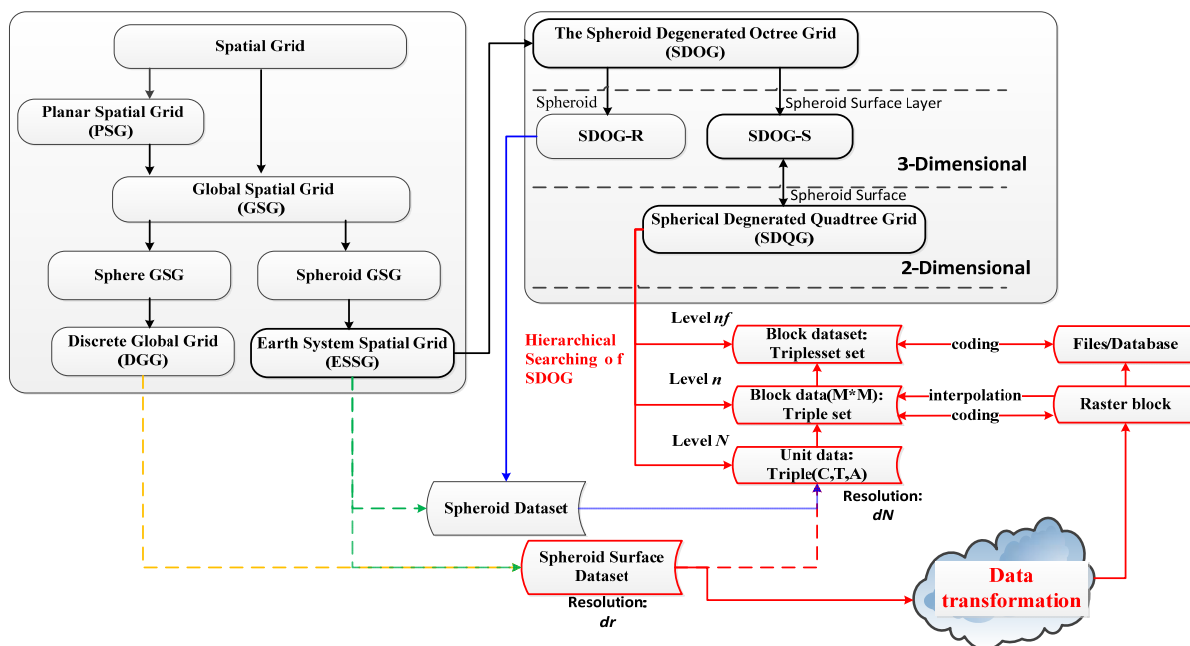 Spatial Grid
Planar Spatial Grid
(PSG)
Global Spatial Grid
(GSG)
Sphere GSG
Spheroid GSG
Discrete Global Grid
(DGG)
Earth System Spatial Grid
(ESSG)
The Spheroid Degenerated Octree Grid
(SDOG)
Spheroid
Spheroid Surface Layer
SDOG-R
SDOG-S
3-Dimensional
Spheroid Surface
Spherical Degnerated Quadtree Grid
(SDQG)
2-Dimensional
Hierarchical
Searching o f
SDOG
Level nf
Block dataset:
Triplesset set
coding
Files/Database
Level n
Block data(M*M):
Triple set
interpolation
coding
Raster block
Level N
Unit data:
Triple(C,T,A)
Resolution:
dN
Spheroid Dataset
Spheroid Surface
Dataset
Resolution:
dr
Data
transformation